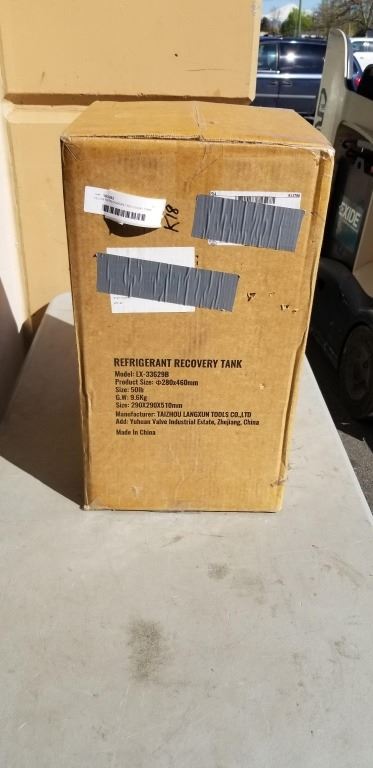 K18
EXIDE
REFRIGERANT RECOVERY TANK
Model: LX-33629B
Product Size: Φ280x460mm
Size: 50lb
G.W: 9.6Kg
Size: 290X290X510mm
Manufacturer: TAIZHOU LANGXUN TOOLS CO.,LTD
Add: Yuhuan Valve Industrial Estate, Zhejiang, China
Made In China